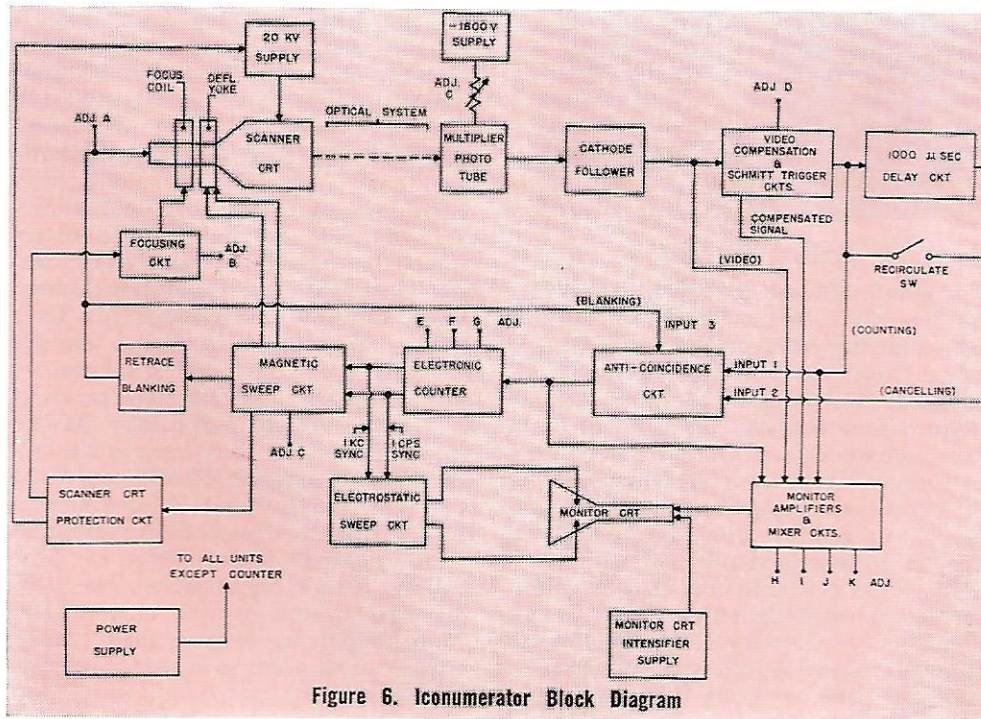 20 KV
SUPPLY
-1800 V
SUPPLY
FOCUS
COIL
DEFL
YOKE
ADJ.
C
ADJ. D
ADJ. A
OPTICAL SYSTEM
SCANNER
CRT
MULTIPLIER
PHOTO
TUBE
CATHODE
FOLLOWER
VIDEO
COMPENSATION
&
SCHMITT TRIGGER
CKTS.
1000 µ SEC
DELAY CKT
COMPENSATED
SIGNAL
FOCUSING
CKT.
ADJ.
B
(VIDEO)
RECIRCULATE
SW
(BLANKING)
INPUT 3
(COUNTING)
E F G ADJ.
RETRACE
BLANKING
MAGNETIC
SWEEP CKT
ELECTRONIC
COUNTER
ANTI-COINCIDENCE
CKT.
INPUT 1
INPUT 2
(CANCELLING)
ADJ. C
1 KC
SYNC
1 CPS
SYNC
SCANNER CRT
PROTECTION CKT
ELECTROSTATIC
SWEEP CKT
MONITOR CRT
MONITOR
AMPLIFIERS
&
MIXER CKTS.
H I J K ADJ.
TO ALL UNITS
EXCEPT COUNTER
POWER
SUPPLY
MONITOR CRT
INTENSIFIER
SUPPLY
Figure 6. Iconumerator Block Diagram